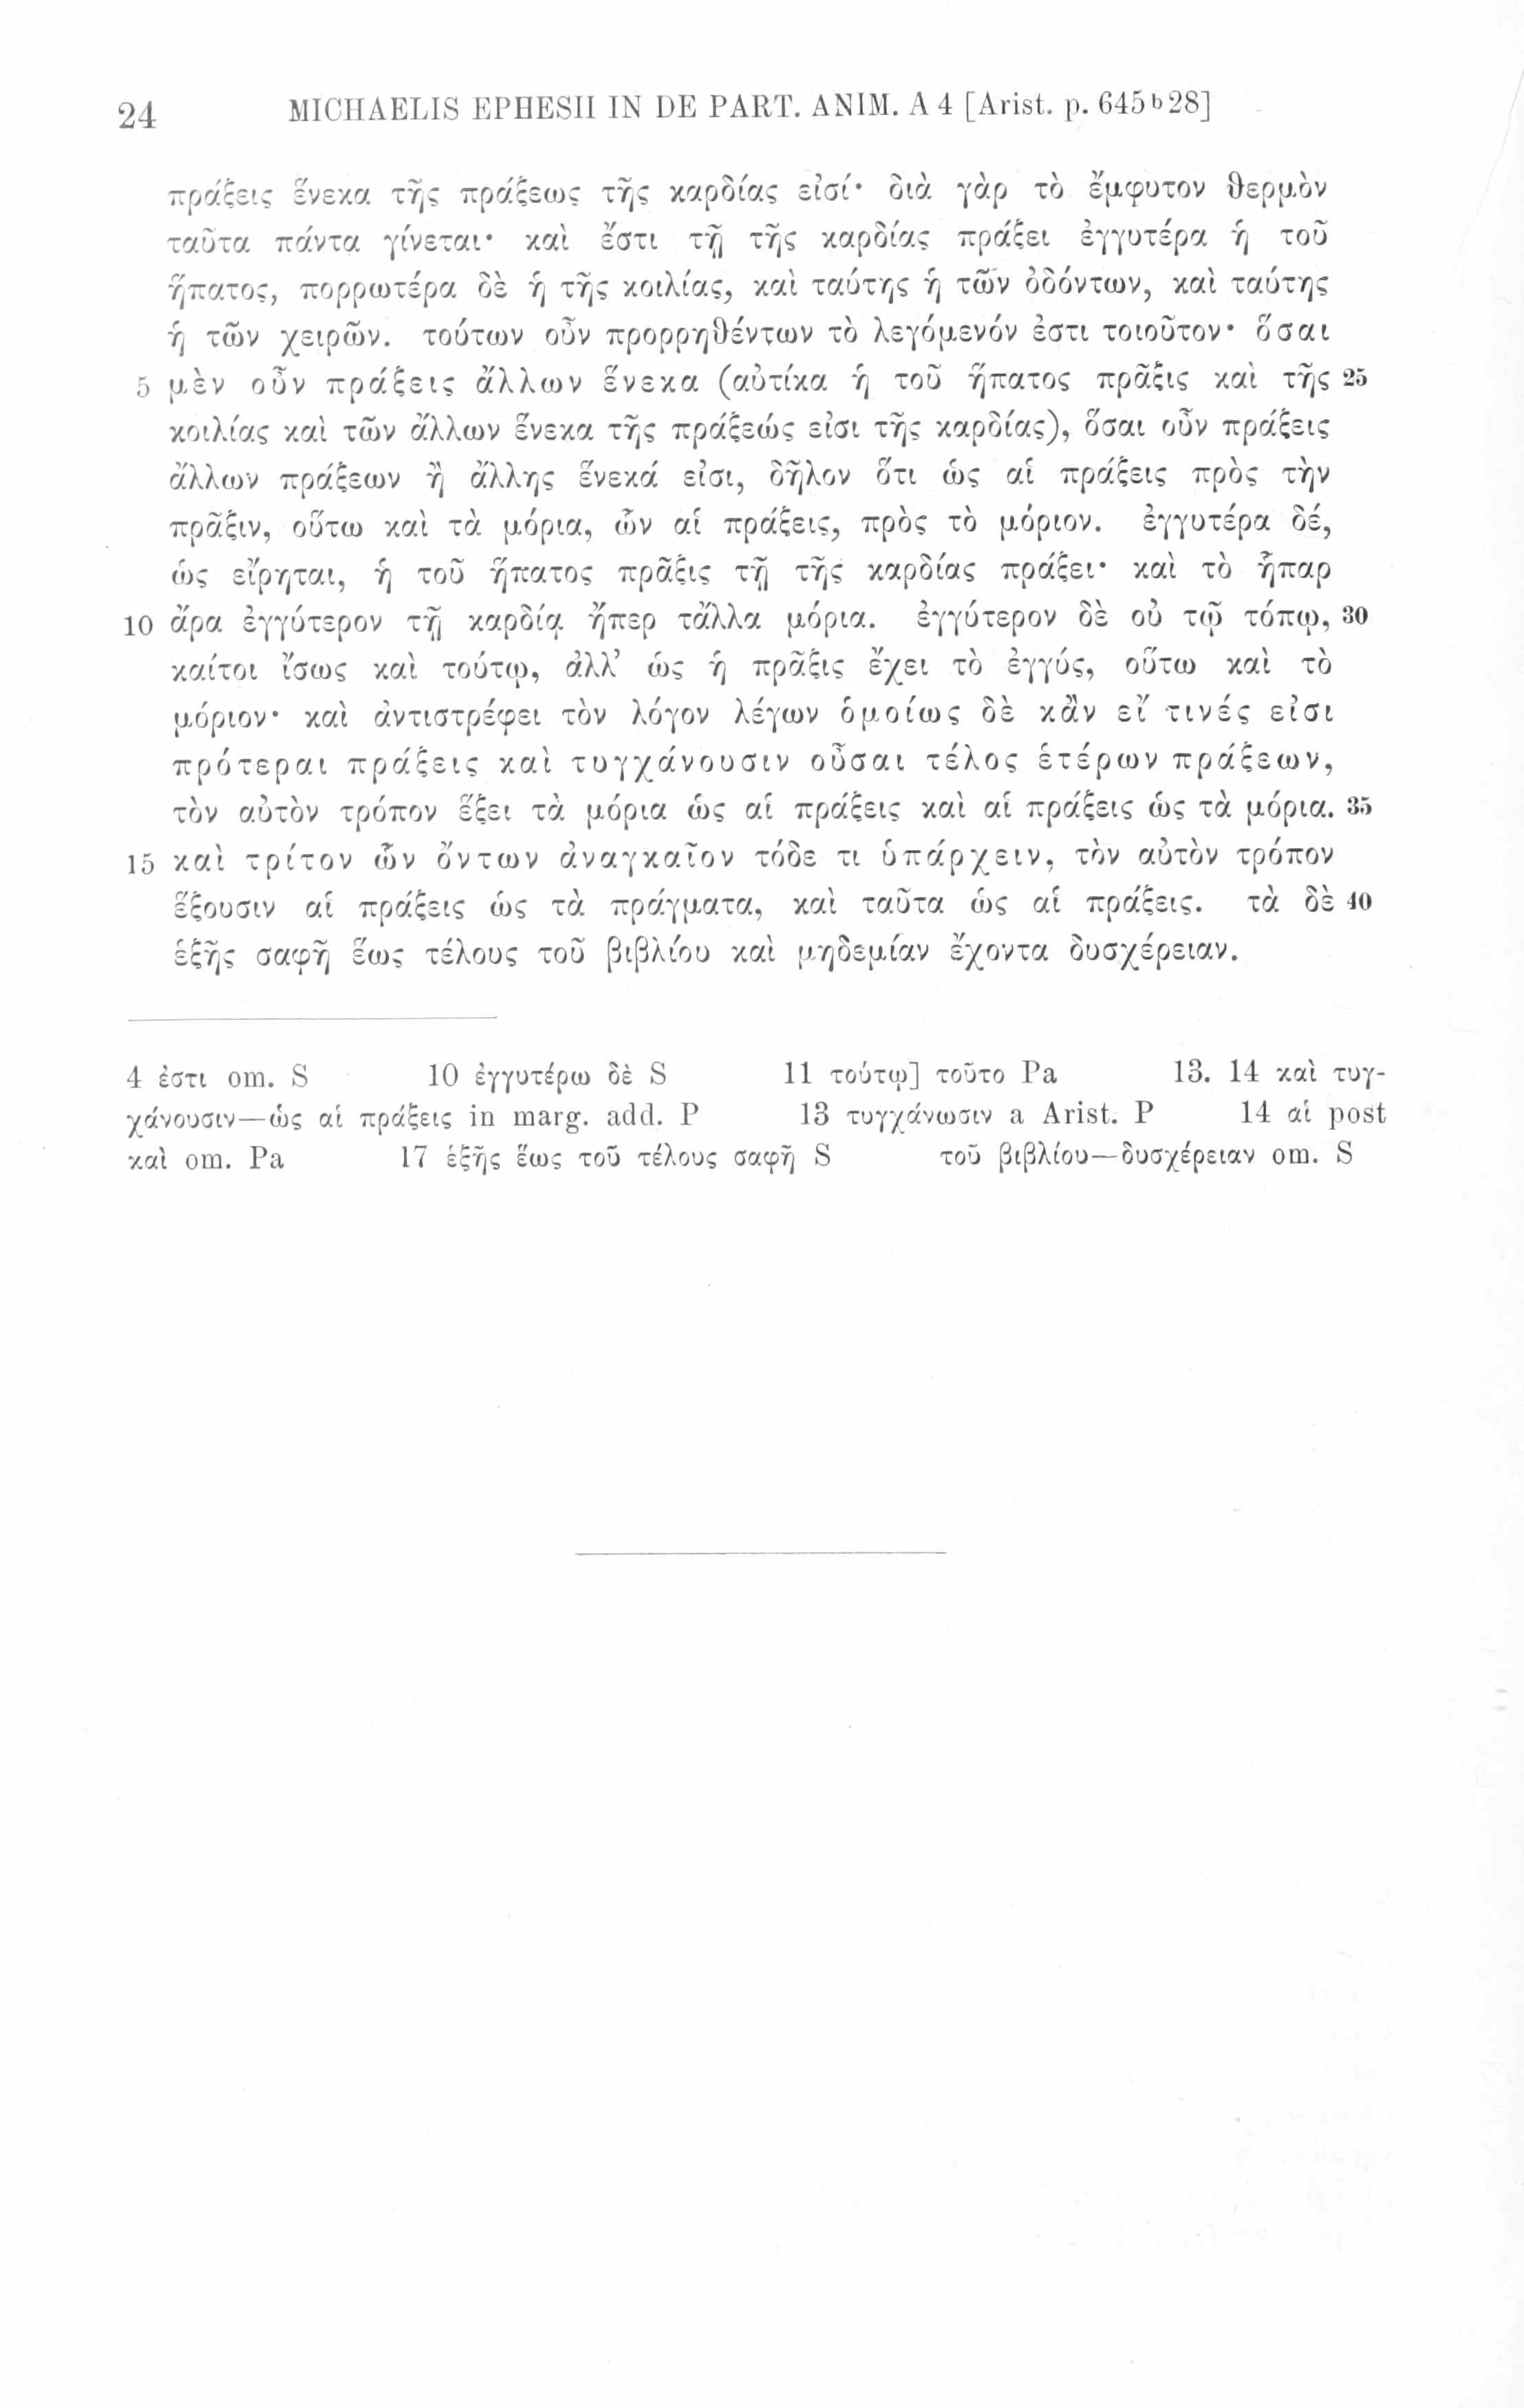 24 MICHAELIS EPHESII IN DE PART. ANIM. A 4 [Arist. p. 645ᵇ28]
πράξεις ἕνεκα τῆς πράξεως τῆς καρδίας εἰσί· διὰ γὰρ τὸ ἔμφυτον θερμὸν
ταῦτα πάντα γίνεται· καὶ ἔστι τῇ τῆς καρδίας πράξει ἐγγυτέρα ἡ τοῦ
ἥπατος, πορρωτέρα δὲ ἡ τῆς κοιλίας, καὶ ταύτης ἡ τῶν ὀδόντων, καὶ ταύτης
ἡ τῶν χειρῶν. τούτων οὖν προρρηθέντων τὸ λεγόμενόν ἐστι τοιοῦτον· ὅσαι
5 μὲν οὖν πράξεις ἄλλων ἕνεκα (αὐτίκα ἡ τοῦ ἥπατος πρᾶξις καὶ τῆς 25
κοιλίας καὶ τῶν ἄλλων ἕνεκα τῆς πράξεώς εἰσι τῆς καρδίας), ὅσαι οὖν πράξεις
ἄλλων πράξεων ἢ ἄλλης ἕνεκά εἰσι, δῆλον ὅτι ὡς αἱ πράξεις πρὸς τὴν
πρᾶξιν, οὕτω καὶ τὰ μόρια, ὧν αἱ πράξεις, πρὸς τὸ μόριον. ἐγγυτέρα δέ,
ὡς εἴρηται, ἡ τοῦ ἥπατος πρᾶξις τῇ τῆς καρδίας πράξει· καὶ τὸ ἧπαρ
10 ἄρα ἐγγύτερον τῇ καρδίᾳ ἤπερ τἄλλα μόρια. ἐγγύτερον δὲ οὐ τῷ τόπῳ, 30
καίτοι ἴσως καὶ τούτῳ, ἀλλ’ ὡς ἡ πρᾶξις ἔχει τὸ ἐγγύς, οὕτω καὶ τὸ
μόριον· καὶ ἀντιστρέφει τὸν λόγον λέγων ὁμοίως δὲ κἂν εἴ τινές εἰσι
πρότεραι πράξεις καὶ τυγχάνουσιν οὖσαι τέλος ἑτέρων πράξεων,
τὸν αὐτὸν τρόπον ἕξει τὰ μόρια ὡς αἱ πράξεις καὶ αἱ πράξεις ὡς τὰ μόρια. 35
15 καὶ τρίτον ὧν ὄντων ἀναγκαῖον τόδε τι ὑπάρχειν, τὸν αὐτὸν τρόπον
ἕξουσιν αἱ πράξεις ὡς τὰ πράγματα, καὶ ταῦτα ὡς αἱ πράξεις. τὰ δὲ 40
ἑξῆς σαφῆ ἕως τέλους τοῦ βιβλίου καὶ μηδεμίαν ἔχοντα δυσχέρειαν.
4 ἐστι om. S 10 ἐγγυτέρω δὲ S 11 τούτῳ] τοῦτο Pa 13. 14 καὶ τυγ-
χάνουσιν—ὡς αἱ πράξεις in marg. add. P 13 τυγχάνωσιν a Arist. P 14 αἱ post
καὶ om. Pa 17 ἑξῆς ἕως τοῦ τέλους σαφῆ S τοῦ βιβλίου—δυσχέρειαν om. S